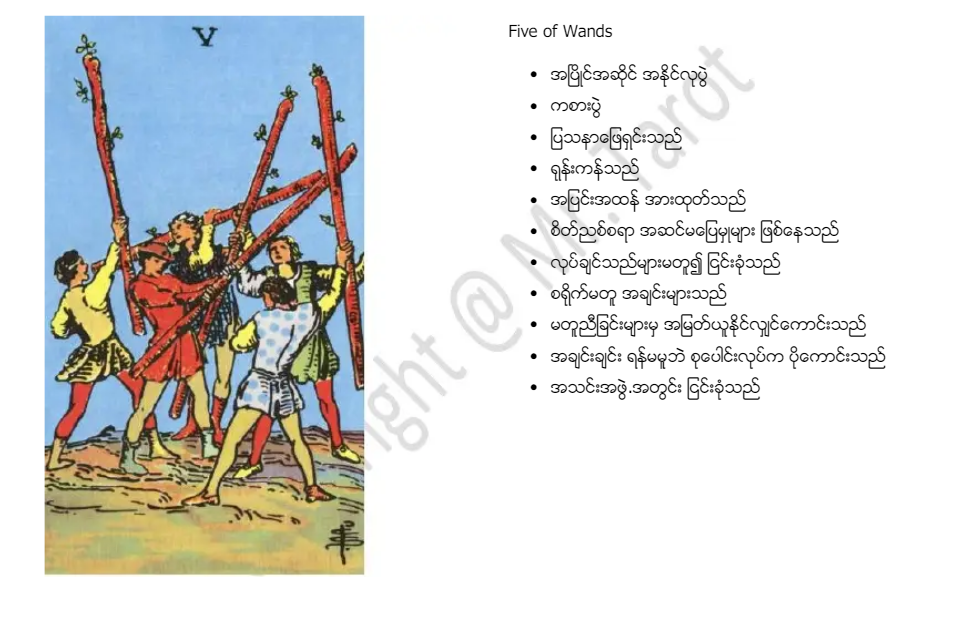 V
Five of Wands
• အပြိုင်အဆိုင် အနိုင်လုပွဲ
• ကစားပွဲ
• ပြသနာဖြေရှင်းသည်
• ရုန်းကန်သည်
• အပြင်းအထန် အားထုတ်သည်
• စိတ်ညစ်စရာ အဆင်မပြေမှုများ ဖြစ်နေသည်
• လုပ်ချင်သည်များမတူ၍ ငြင်းခုံသည်
• စရိုက်မတူ အချင်းများသည်
• မတူညီခြင်းများမှ အမြတ်ယူနိုင်လျှင်ကောင်းသည်
• အချင်းချင်း ရန်မမူဘဲ စုပေါင်းလုပ်က ပိုကောင်းသည်
• အသင်းအဖွဲ့အတွင်း ငြင်းခုံသည်
right @ Mr. Tarot